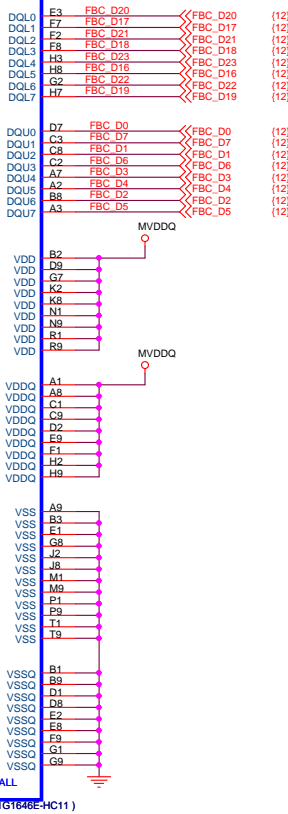 DQL0 E3 FBC_D20 FBC_D20 {12}
DQL1 F7 FBC_D17 FBC_D17 {12}
DQL2 F2 FBC_D21 FBC_D21 {12}
DQL3 F8 FBC_D18 FBC_D18 {12}
DQL4 H3 FBC_D23 FBC_D23 {12}
DQL5 H8 FBC_D16 FBC_D16 {12}
DQL6 G2 FBC_D22 FBC_D22 {12}
DQL7 H7 FBC_D19 FBC_D19 {12}
DQU0 D7 FBC_D0 FBC_D0 {12}
DQU1 C3 FBC_D7 FBC_D7 {12}
DQU2 C8 FBC_D1 FBC_D1 {12}
DQU3 C2 FBC_D6 FBC_D6 {12}
DQU4 A7 FBC_D3 FBC_D3 {12}
DQU5 A2 FBC_D4 FBC_D4 {12}
DQU6 B8 FBC_D2 FBC_D2 {12}
DQU7 A3 FBC_D5 FBC_D5 {12}
MVDDQ
VDD B2
VDD D9
VDD G7
VDD K2
VDD K8
VDD N1
VDD N9
VDD R1
VDD R9
MVDDQ
VDDQ A1
VDDQ A8
VDDQ C1
VDDQ C9
VDDQ D2
VDDQ E9
VDDQ F1
VDDQ H2
VDDQ H9
VSS A9
VSS B3
VSS E1
VSS G8
VSS J2
VSS J8
VSS M1
VSS M9
VSS P1
VSS P9
VSS T1
VSS T9
VSSQ B1
VSSQ B9
VSSQ D1
VSSQ D8
VSSQ E2
VSSQ E8
VSSQ F9
VSSQ G1
VSSQ G9
ALL
1G1646E-HC11 )